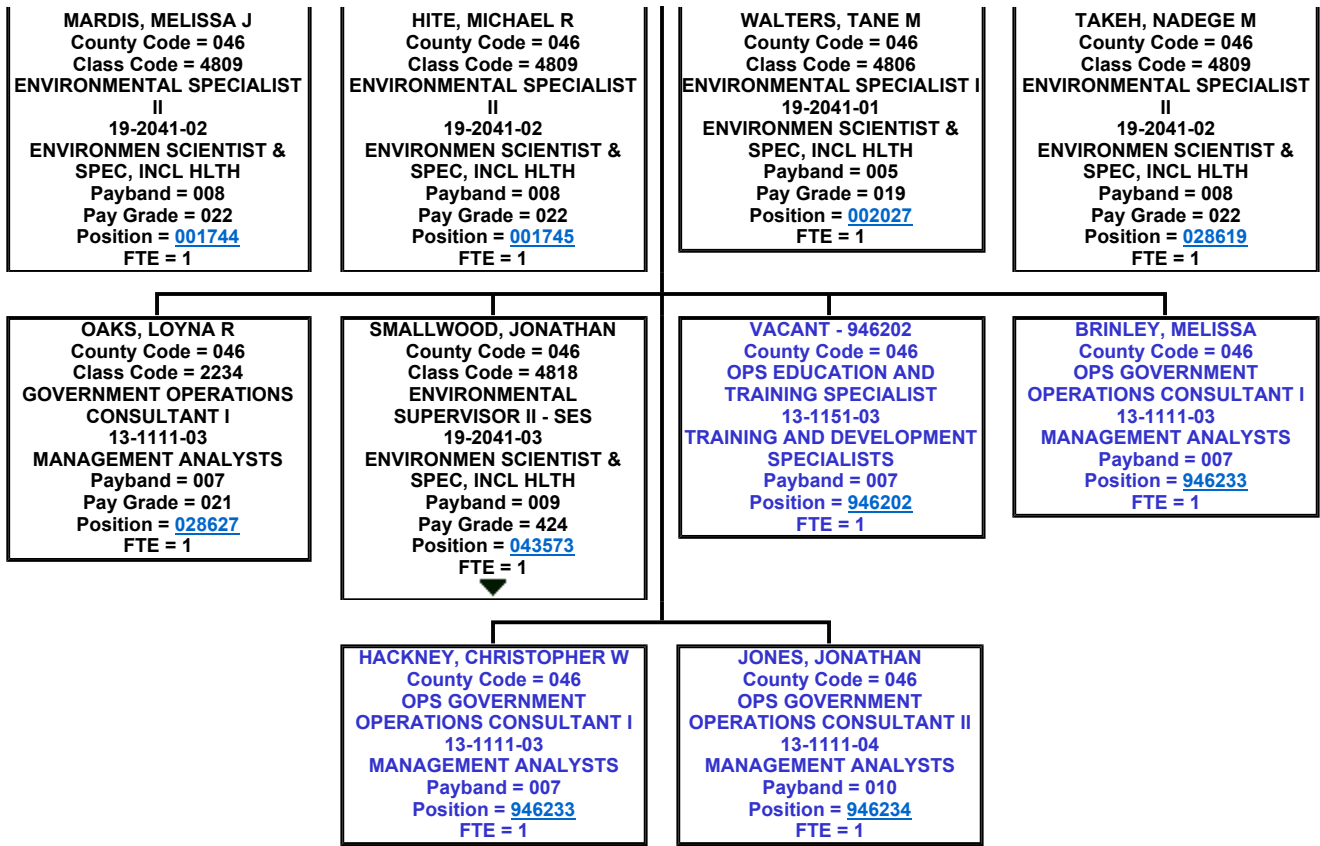 MARDIS, MELISSA J
County Code = 046
Class Code = 4809
ENVIRONMENTAL SPECIALIST
II
19-2041-02
ENVIRONMEN SCIENTIST &
SPEC, INCL HLTH
Payband = 008
Pay Grade = 022
Position = 001744
FTE = 1
HITE, MICHAEL R
County Code = 046
Class Code = 4809
ENVIRONMENTAL SPECIALIST
II
19-2041-02
ENVIRONMEN SCIENTIST &
SPEC, INCL HLTH
Payband = 008
Pay Grade = 022
Position = 001745
FTE = 1
WALTERS, TANE M
County Code = 046
Class Code = 4806
ENVIRONMENTAL SPECIALIST I
19-2041-01
ENVIRONMEN SCIENTIST &
SPEC, INCL HLTH
Payband = 005
Pay Grade = 019
Position = 002027
FTE = 1
TAKEH, NADEGE M
County Code = 046
Class Code = 4809
ENVIRONMENTAL SPECIALIST
II
19-2041-02
ENVIRONMEN SCIENTIST &
SPEC, INCL HLTH
Payband = 008
Pay Grade = 022
Position = 028619
FTE = 1
OAKS, LOYNA R
County Code = 046
Class Code = 2234
GOVERNMENT OPERATIONS
CONSULTANT I
13-1111-03
MANAGEMENT ANALYSTS
Payband = 007
Pay Grade = 021
Position = 028627
FTE = 1
SMALLWOOD, JONATHAN
County Code = 046
Class Code = 4818
ENVIRONMENTAL
SUPERVISOR II - SES
19-2041-03
ENVIRONMEN SCIENTIST &
SPEC, INCL HLTH
Payband = 009
Pay Grade = 424
Position = 043573
FTE = 1
VACANT - 946202
County Code = 046
OPS EDUCATION AND
TRAINING SPECIALIST
13-1151-03
TRAINING AND DEVELOPMENT
SPECIALISTS
Payband = 007
Position = 946202
FTE = 1
BRINLEY, MELISSA
County Code = 046
OPS GOVERNMENT
OPERATIONS CONSULTANT I
13-1111-03
MANAGEMENT ANALYSTS
Payband = 007
Position = 946233
FTE = 1
HACKNEY, CHRISTOPHER W
County Code = 046
OPS GOVERNMENT
OPERATIONS CONSULTANT I
13-1111-03
MANAGEMENT ANALYSTS
Payband = 007
Position = 946233
FTE = 1
JONES, JONATHAN
County Code = 046
OPS GOVERNMENT
OPERATIONS CONSULTANT II
13-1111-04
MANAGEMENT ANALYSTS
Payband = 010
Position = 946234
FTE = 1